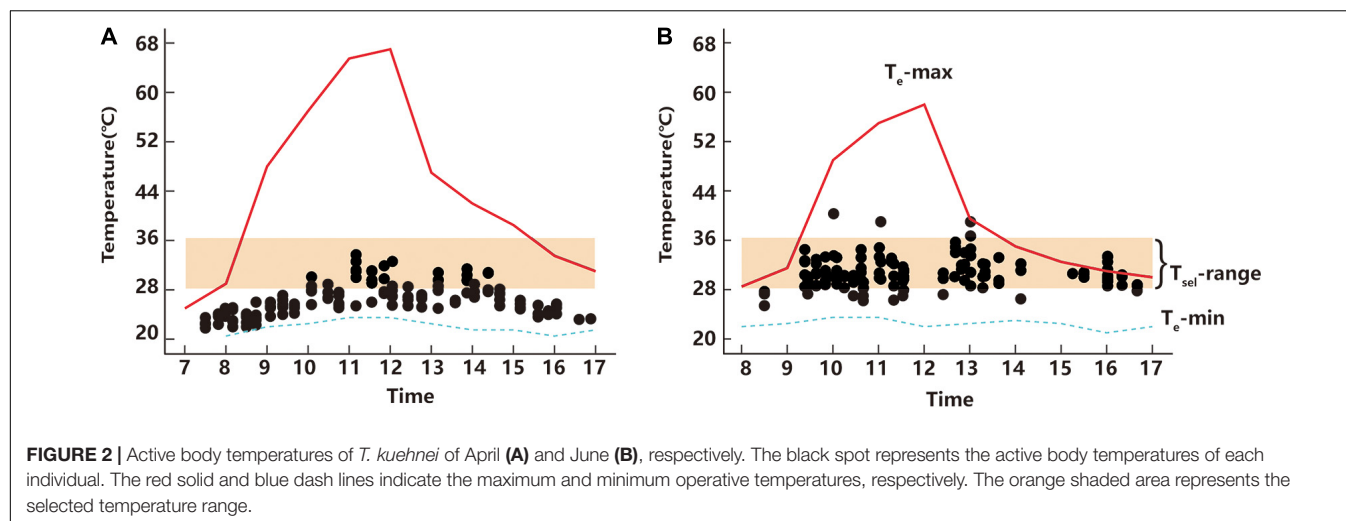 A
B
68
60
52
44
36
28
20
Temperature(°C)
7 8 9 10 11 12 13 14 15 16 17
Time
68
60
52
44
36
28
20
Temperature(°C)
8 9 10 11 12 13 14 15 16 17
Time
Te-max
Tsel-range
Te-min
FIGURE 2 | Active body temperatures of T. kuehnei of April (A) and June (B), respectively. The black spot represents the active body temperatures of each
individual. The red solid and blue dash lines indicate the maximum and minimum operative temperatures, respectively. The orange shaded area represents the
selected temperature range.